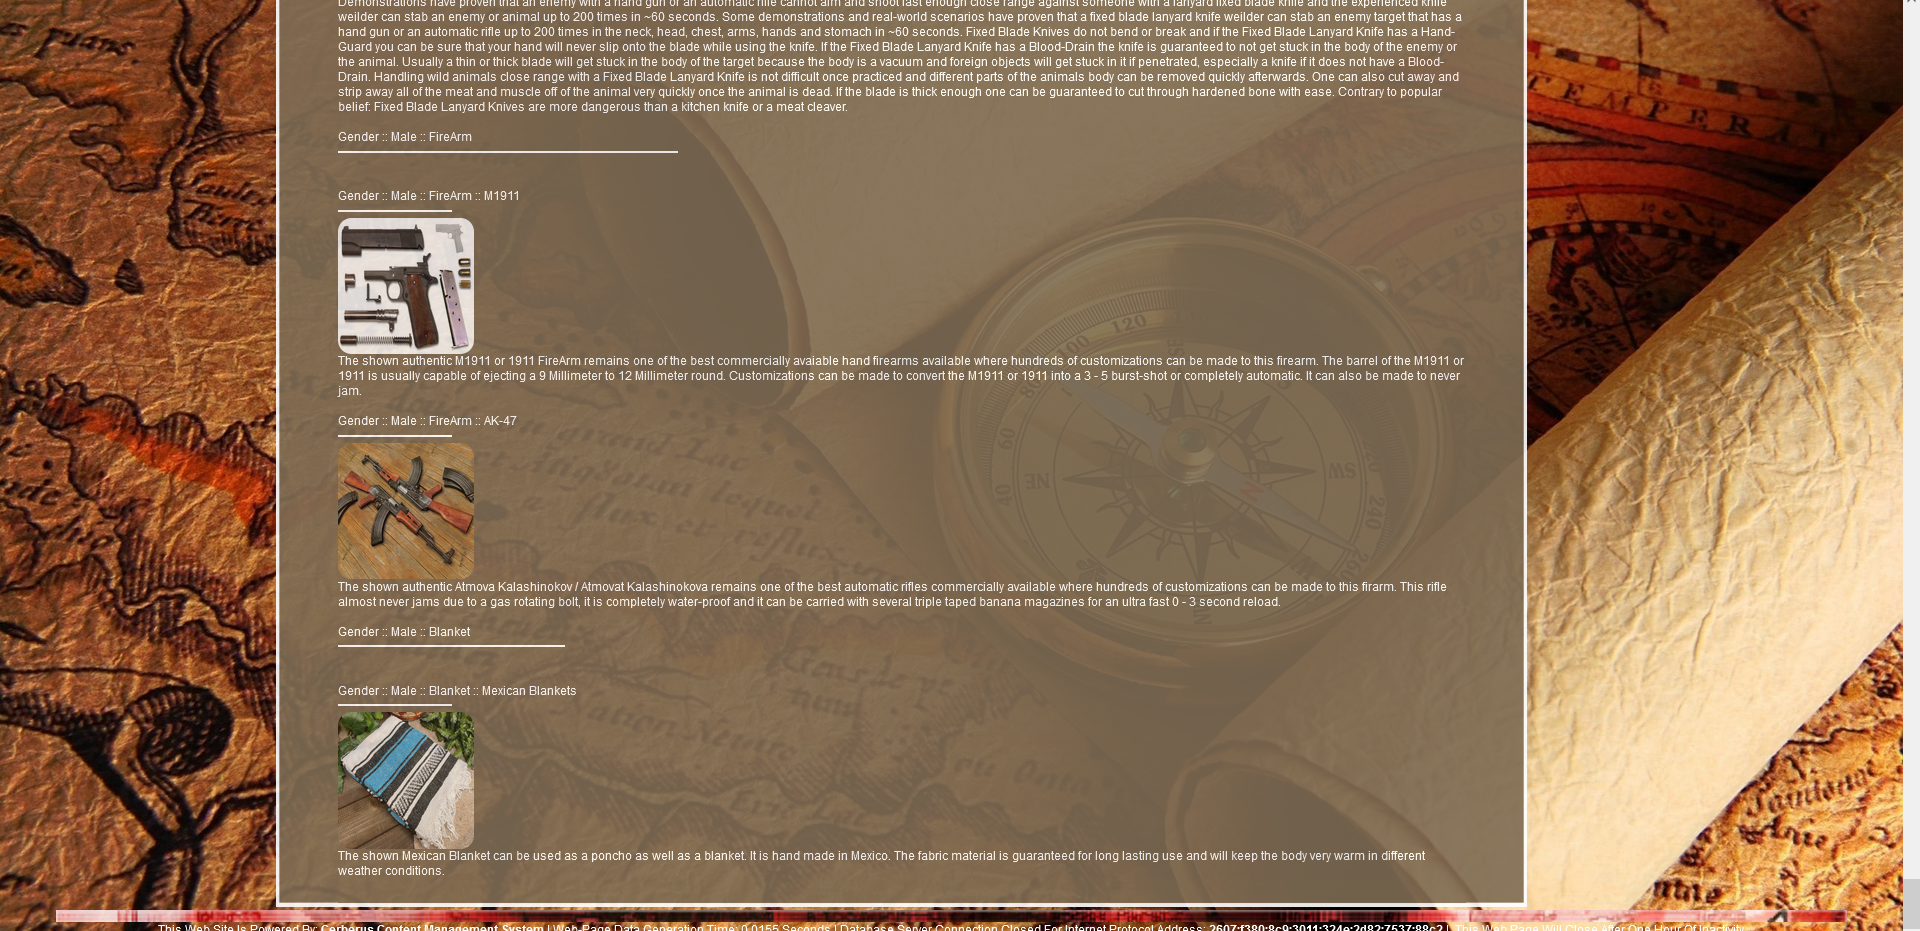 Demonstrations have proven that an enemy with a hand gun or an automatic rifle cannot aim and shoot fast enough close range against someone with a lanyard fixed blade knife and the experienced knife
weilder can stab an enemy or animal up to 200 times in ~60 seconds. Some demonstrations and real-world scenarios have proven that a fixed blade lanyard knife weilder can stab an enemy target that has a
hand gun or an automatic rifle up to 200 times in the neck, head, chest, arms, hands and stomach in ~60 seconds. Fixed Blade Knives do not bend or break and if the Fixed Blade Lanyard Knife has a Hand-
Guard you can be sure that your hand will never slip onto the blade while using the knife. If the Fixed Blade Lanyard Knife has a Blood-Drain the knife is guaranteed to not get stuck in the body of the enemy or
the animal. Usually a thin or thick blade will get stuck in the body of the target because the body is a vacuum and foreign objects will get stuck in it if penetrated, especially a knife if it does not have a Blood-
Drain. Handling wild animals close range with a Fixed Blade Lanyard Knife is not difficult once practiced and different parts of the animals body can be removed quickly afterwards. One can also cut away and
strip away all of the meat and muscle off of the animal very quickly once the animal is dead. If the blade is thick enough one can be guaranteed to cut through hardened bone with ease. Contrary to popular
belief: Fixed Blade Lanyard Knives are more dangerous than a kitchen knife or a meat cleaver.
Gender :: Male :: FireArm
Gender :: Male :: FireArm :: M1911
The shown authentic M1911 or 1911 FireArm remains one of the best commercially avaiable hand firearms available where hundreds of customizations can be made to this firearm. The barrel of the M1911 or
1911 is usually capable of ejecting a 9 Millimeter to 12 Millimeter round. Customizations can be made to convert the M1911 or 1911 into a 3 - 5 burst-shot or completely automatic. It can also be made to never
jam.
Gender :: Male :: FireArm :: AK-47
The shown authentic Atmova Kalashinokov / Atmovat Kalashinokova remains one of the best automatic rifles commercially available where hundreds of customizations can be made to this firarm. This rifle
almost never jams due to a gas rotating bolt, it is completely water-proof and it can be carried with several triple taped banana magazines for an ultra fast 0 - 3 second reload.
Gender :: Male :: Blanket
Gender :: Male :: Blanket :: Mexican Blankets
The shown Mexican Blanket can be used as a poncho as well as a blanket. It is hand made in Mexico. The fabric material is guaranteed for long lasting use and will keep the body very warm in different
weather conditions.
This Web Site Is Powered By: Cerberus Content Management System | Web-Page Data Generation Time: 0.0155 Seconds | Database Server Connection Closed For Internet Protocol Address: 2607:f380:8c9:3011:324e:2d82:7537:88c2 | This Web Page Will Close After One Hour Of Inactivity